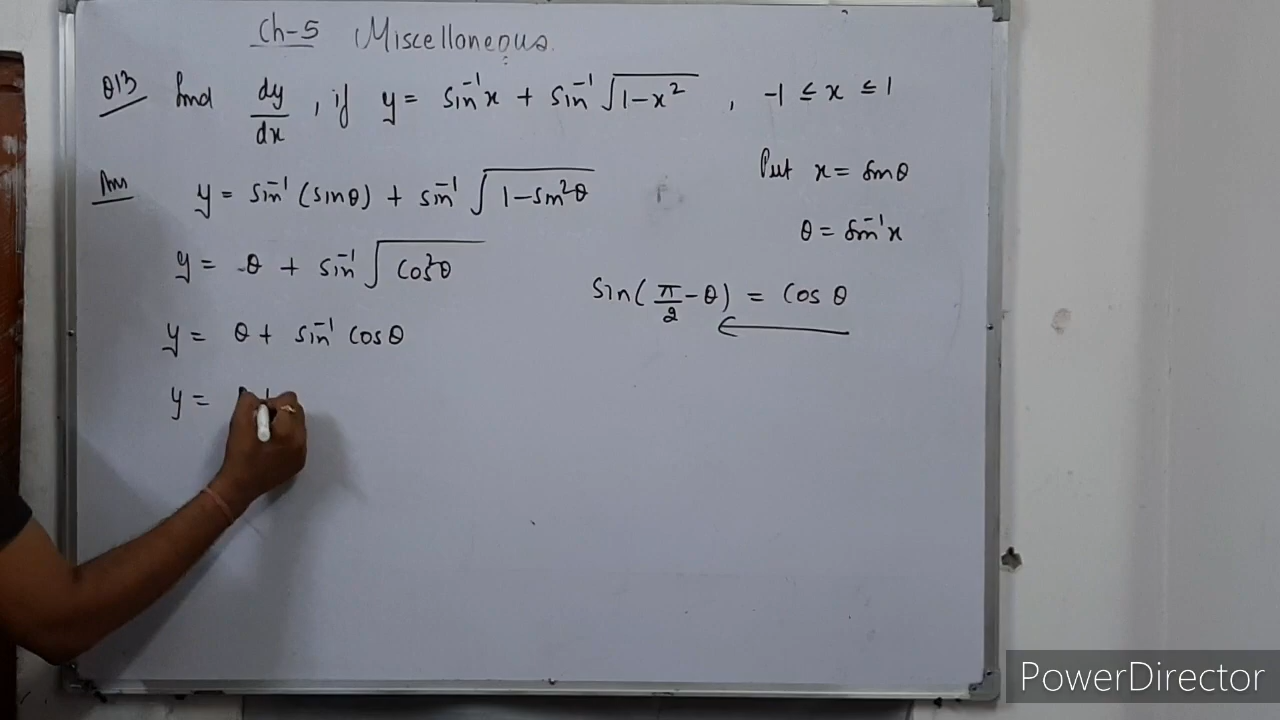 Ch-5 Miscelloneous.
Q13 find dy/dx , if y = sin⁻¹x + sin⁻¹ √(1-x²) , -1 ≤ x ≤ 1
Ans y = sin⁻¹(sinθ) + sin⁻¹ √(1-sin²θ)
Put x = sinθ
θ = sin⁻¹x
y = θ + sin⁻¹ √(cos²θ)
sin(π/2 - θ) = cos θ
y = θ + sin⁻¹ cosθ
y =
PowerDirector